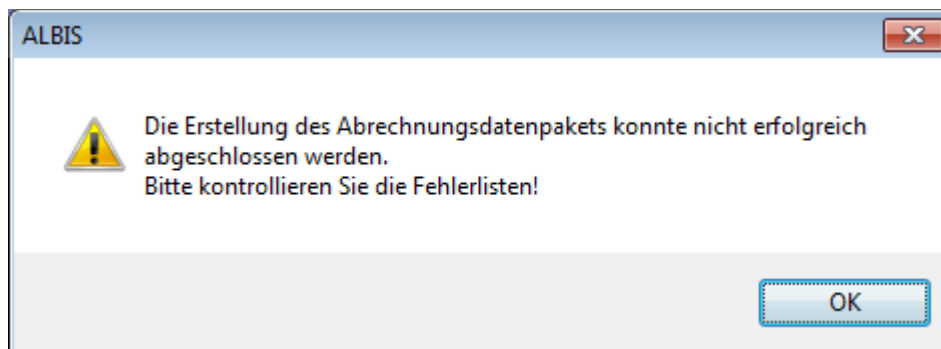 ALBIS
Die Erstellung des Abrechnungsdatenpakets konnte nicht erfolgreich
abgeschlossen werden.
Bitte kontrollieren Sie die Fehlerlisten!
OK